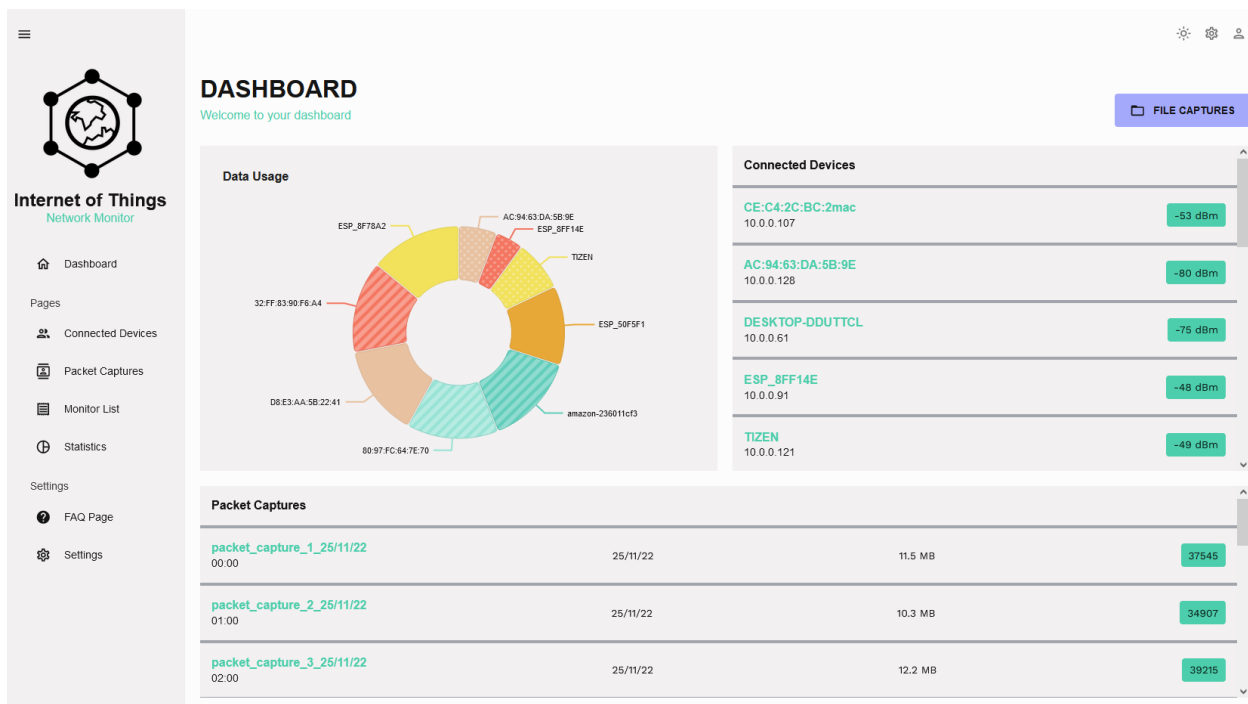 Internet of Things
Network Monitor
Dashboard
Pages
Connected Devices
Packet Captures
Monitor List
Statistics
Settings
FAQ Page
Settings
DASHBOARD
Welcome to your dashboard
FILE CAPTURES
Data Usage
AC:94:63:DA:5B:9E
ESP_8FF14E
TIZEN
ESP_50F5F1
amazon-236011cf3
80:97:FC:64:7E:70
D8:E3:AA:5B:22:41
32:FF:83:90:F6:A4
ESP_8F78A2
Connected Devices
CE:C4:2C:BC:2mac
10.0.0.107
-53 dBm
AC:94:63:DA:5B:9E
10.0.0.128
-80 dBm
DESKTOP-DDUTTCL
10.0.0.61
-75 dBm
ESP_8FF14E
10.0.0.91
-48 dBm
TIZEN
10.0.0.121
-49 dBm
Packet Captures
packet_capture_1_25/11/22
00:00
25/11/22
11.5 MB
37545
packet_capture_2_25/11/22
01:00
25/11/22
10.3 MB
34907
packet_capture_3_25/11/22
02:00
25/11/22
12.2 MB
39215